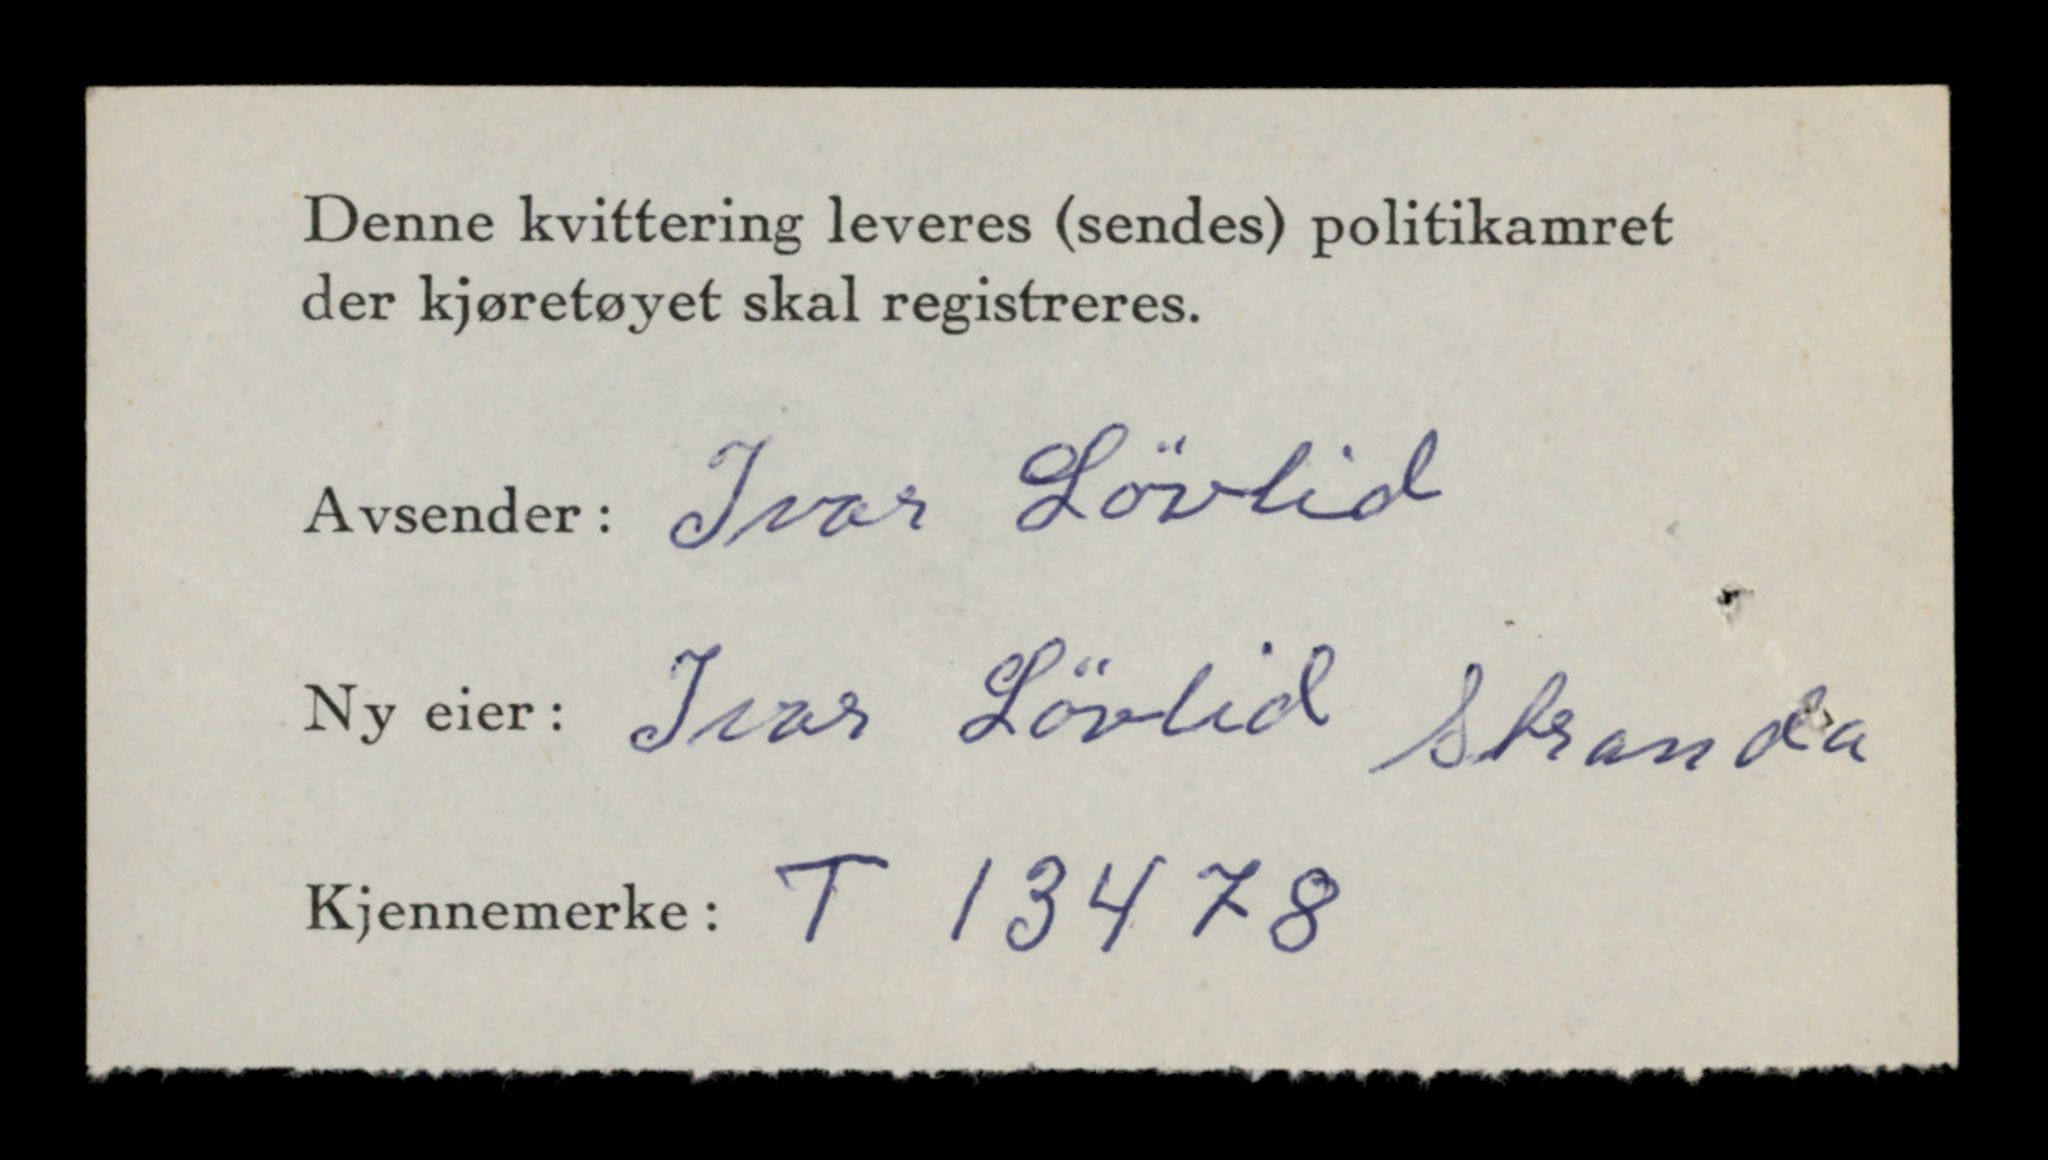 Denne kvittering leveres (sendes) politikamret
der kjøretøyet skal registreres.
Avsender: Ivar Lövlid
Ny eier: Ivar Lövlid Stranda
Kjennemerke: T 13478